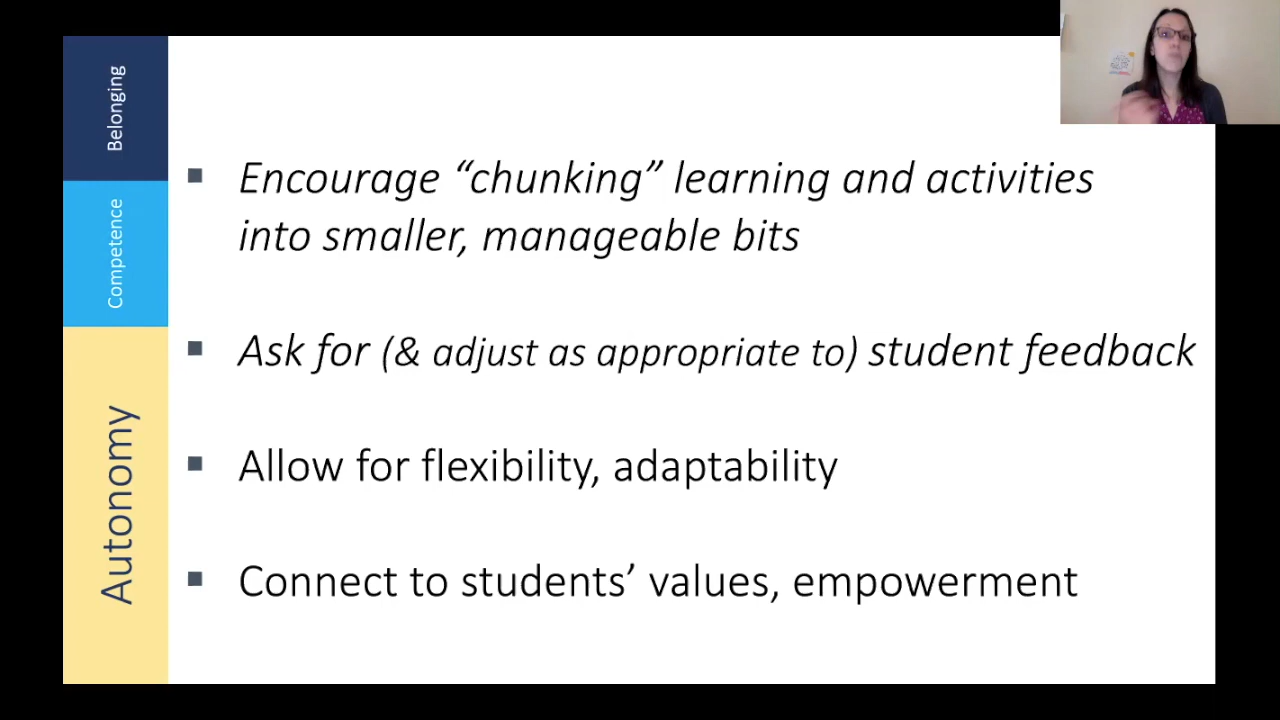 Belonging
Competence
Autonomy
▪ Encourage “chunking” learning and activities
into smaller, manageable bits
▪ Ask for (& adjust as appropriate to) student feedback
▪ Allow for flexibility, adaptability
▪ Connect to students’ values, empowerment